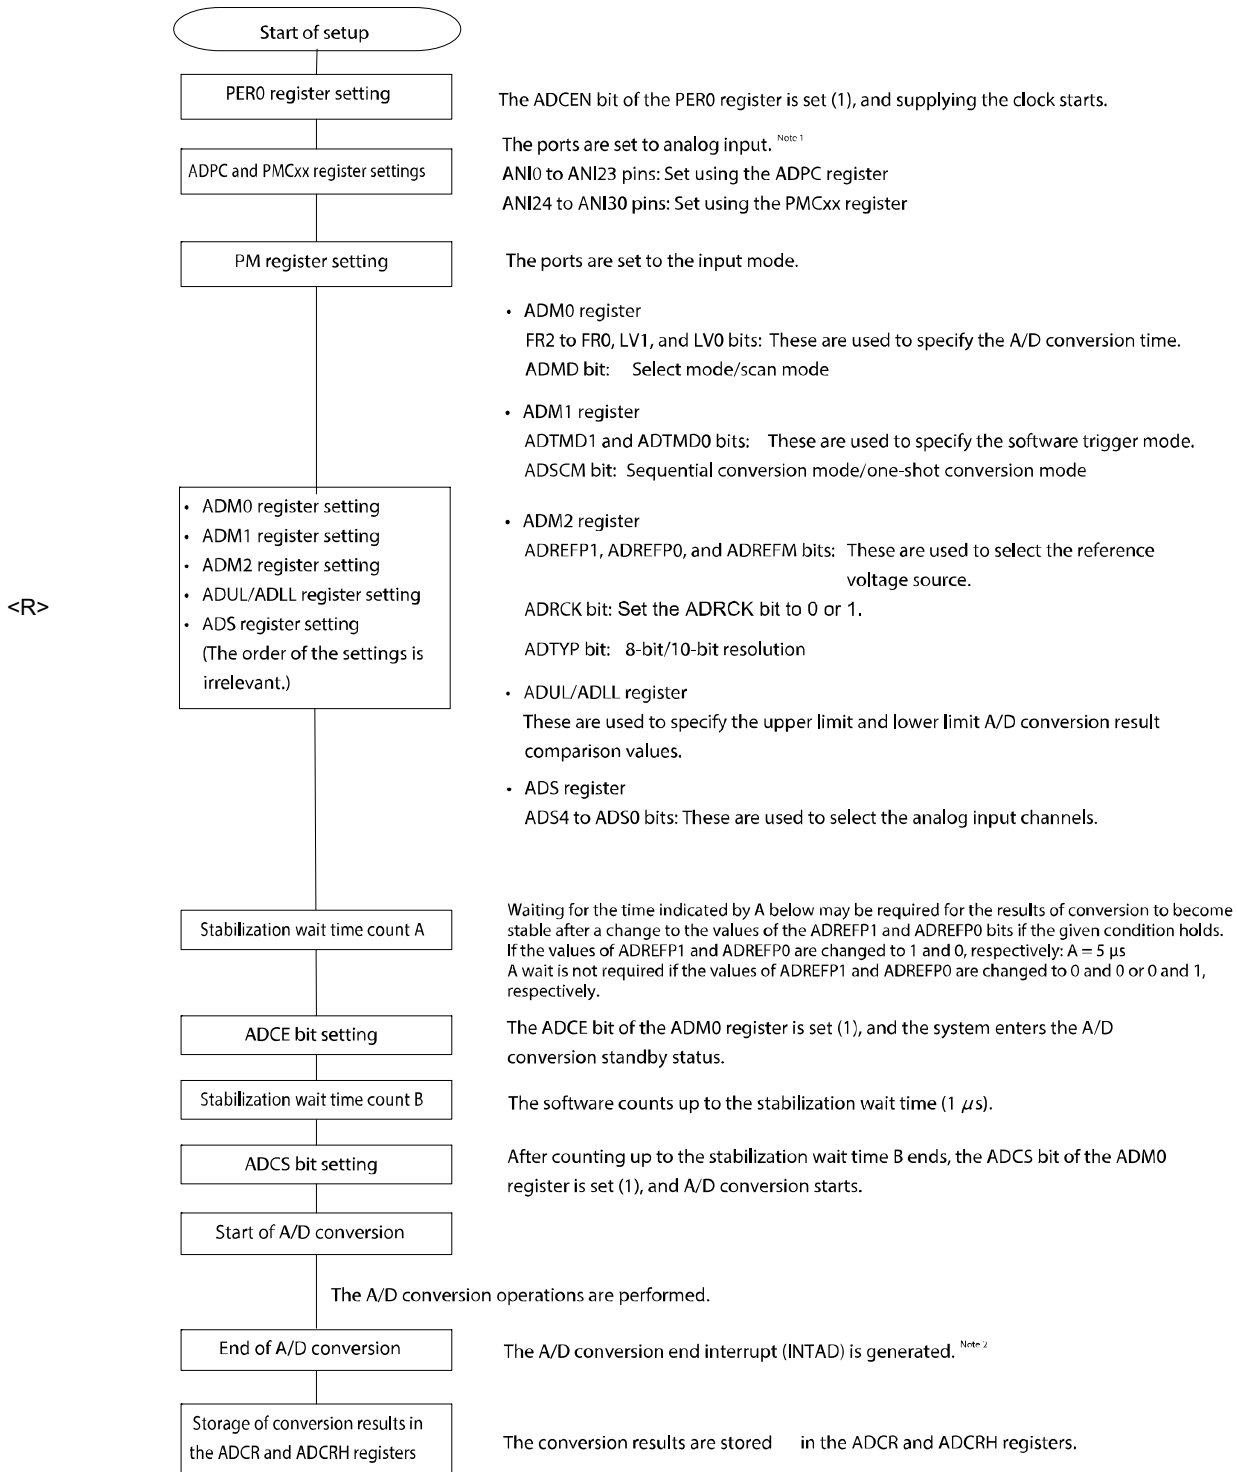 Start of setup
PER0 register setting
The ADCEN bit of the PER0 register is set (1), and supplying the clock starts.
ADPC and PMCxx register settings
The ports are set to analog input. Note 1
ANI0 to ANI23 pins: Set using the ADPC register
ANI24 to ANI30 pins: Set using the PMCxx register
PM register setting
The ports are set to the input mode.
<R>
• ADM0 register setting
• ADM1 register setting
• ADM2 register setting
• ADUL/ADLL register setting
• ADS register setting
(The order of the settings is
irrelevant.)
• ADM0 register
FR2 to FR0, LV1, and LV0 bits: These are used to specify the A/D conversion time.
ADMD bit: Select mode/scan mode
• ADM1 register
ADTMD1 and ADTMD0 bits: These are used to specify the software trigger mode.
ADSCM bit: Sequential conversion mode/one-shot conversion mode
• ADM2 register
ADREFP1, ADREFP0, and ADREFM bits: These are used to select the reference
voltage source.
ADRCK bit: Set the ADRCK bit to 0 or 1.
ADTYP bit: 8-bit/10-bit resolution
• ADUL/ADLL register
These are used to specify the upper limit and lower limit A/D conversion result
comparison values.
• ADS register
ADS4 to ADS0 bits: These are used to select the analog input channels.
Stabilization wait time count A
Waiting for the time indicated by A below may be required for the results of conversion to become
stable after a change to the values of the ADREFP1 and ADREFP0 bits if the given condition holds.
If the values of ADREFP1 and ADREFP0 are changed to 1 and 0, respectively: A = 5 μs
A wait is not required if the values of ADREFP1 and ADREFP0 are changed to 0 and 0 or 0 and 1,
respectively.
ADCE bit setting
The ADCE bit of the ADM0 register is set (1), and the system enters the A/D
conversion standby status.
Stabilization wait time count B
The software counts up to the stabilization wait time (1 μs).
ADCS bit setting
After counting up to the stabilization wait time B ends, the ADCS bit of the ADM0
register is set (1), and A/D conversion starts.
Start of A/D conversion
The A/D conversion operations are performed.
End of A/D conversion
The A/D conversion end interrupt (INTAD) is generated. Note 2
Storage of conversion results in
the ADCR and ADCRH registers
The conversion results are stored in the ADCR and ADCRH registers.